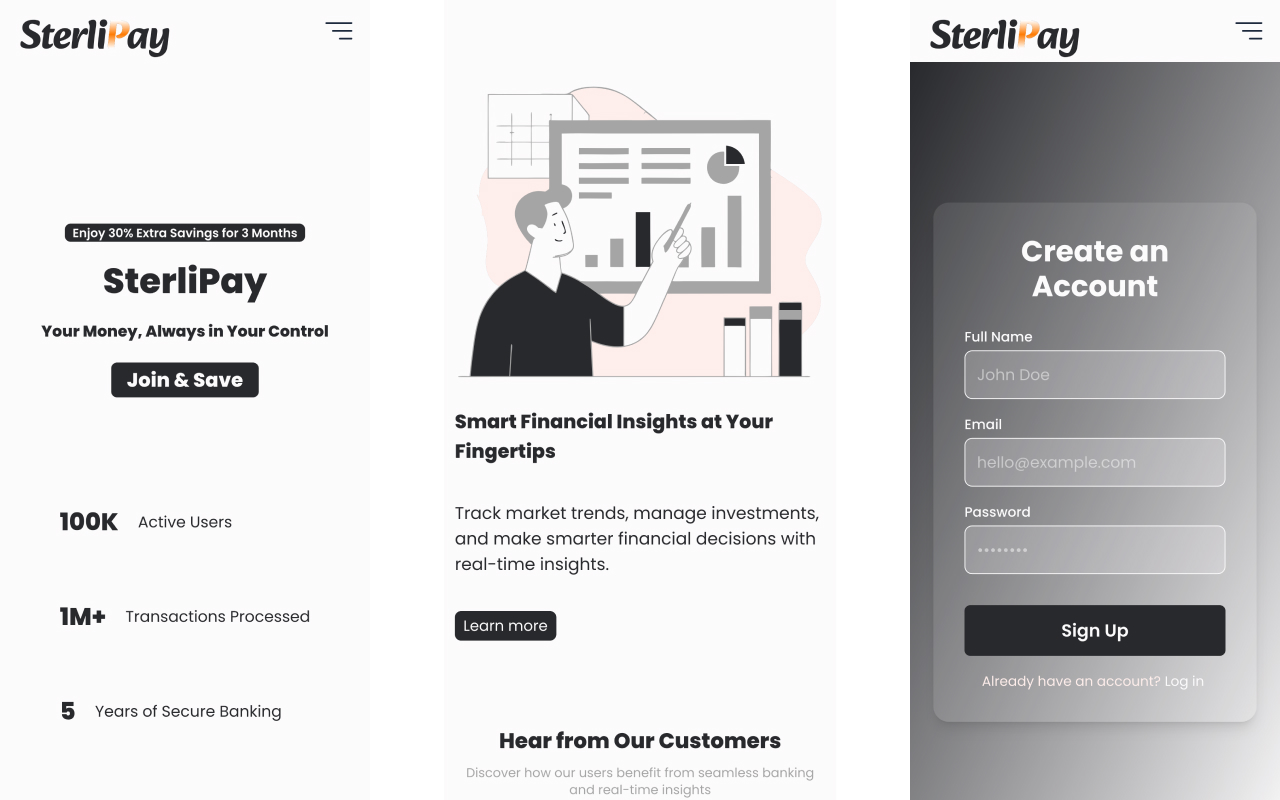 SterliPay
Enjoy 30% Extra Savings for 3 Months
SterliPay
Your Money, Always in Your Control
Join & Save
100K Active Users
1M+ Transactions Processed
5 Years of Secure Banking
Smart Financial Insights at Your
Fingertips
Track market trends, manage investments,
and make smarter financial decisions with
real-time insights.
Learn more
Hear from Our Customers
Discover how our users benefit from seamless banking
and real-time insights
SterliPay
Create an
Account
Full Name
John Doe
Email
hello@example.com
Password
••••••••
Sign Up
Already have an account? Log in